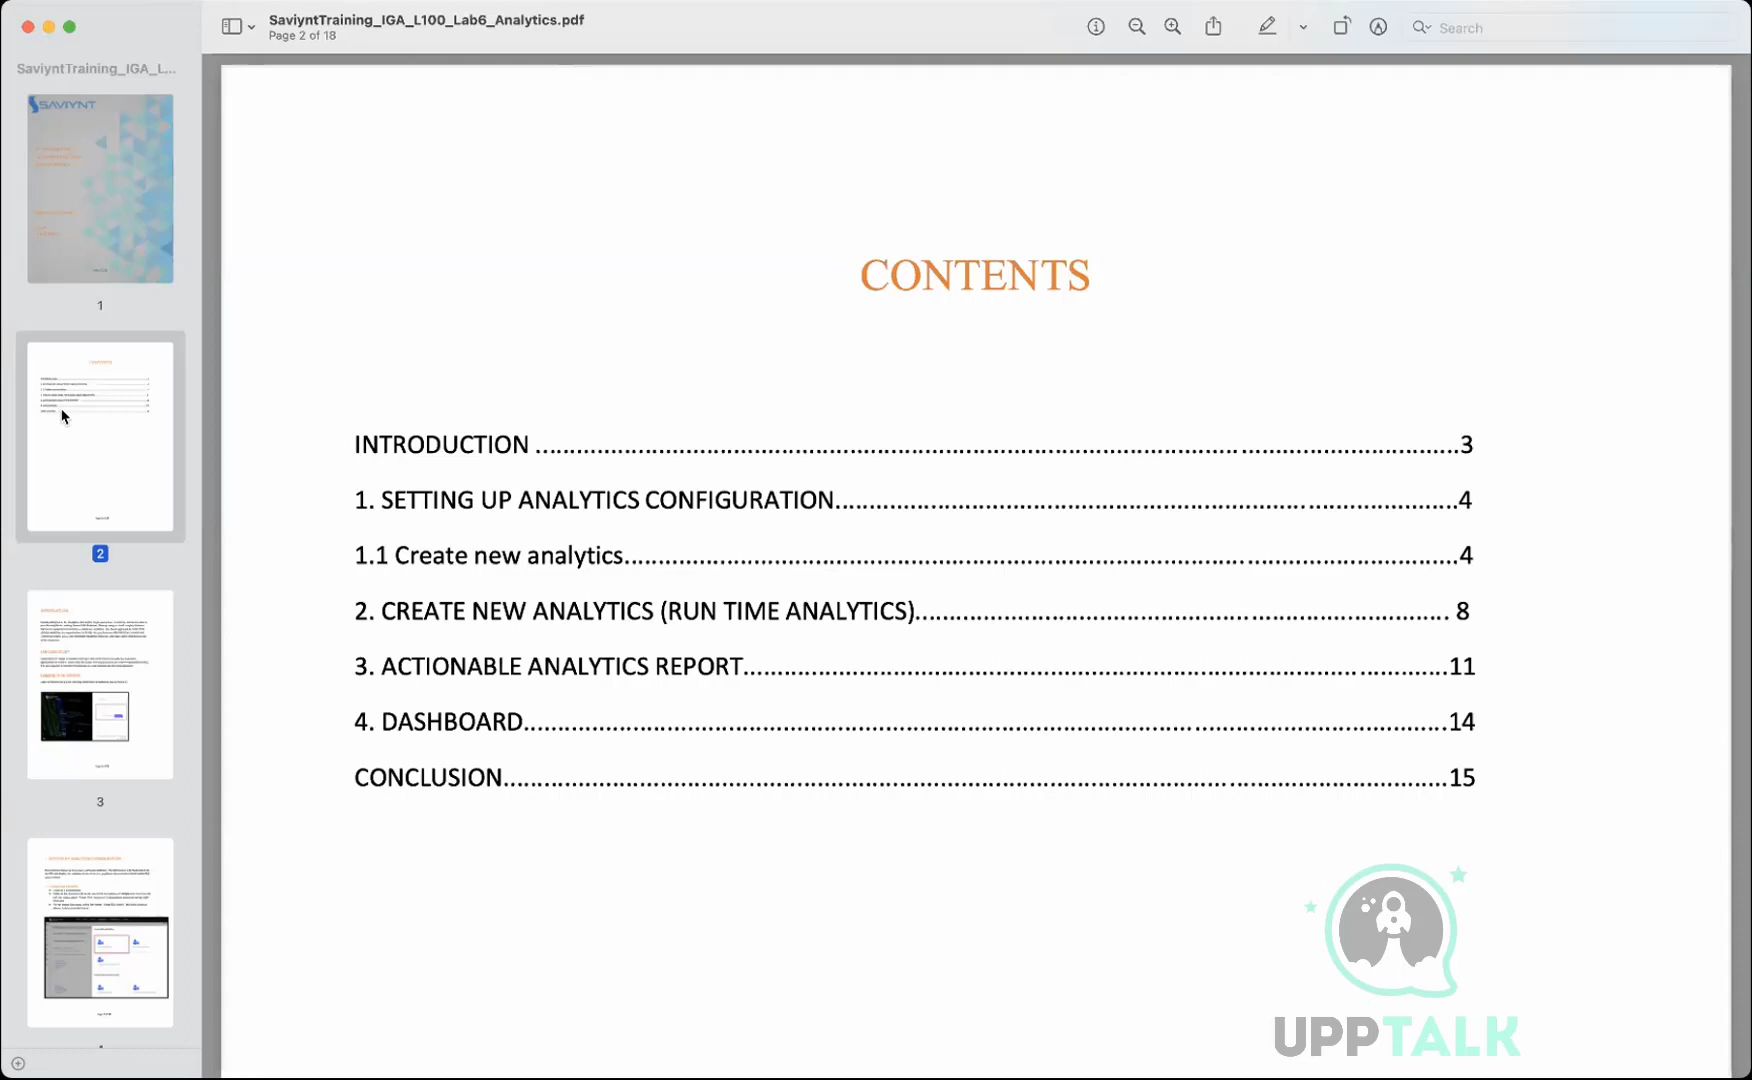 SaviyntTraining_IGA_L100_Lab6_Analytics.pdf
Page 2 of 18
Search
SaviyntTraining_IGA_L...
SAVIYNT
1
2
3
CONTENTS
INTRODUCTION ........................................ 3
1. SETTING UP ANALYTICS CONFIGURATION........................................ 4
1.1 Create new analytics........................................ 4
2. CREATE NEW ANALYTICS (RUN TIME ANALYTICS)........................................ 8
3. ACTIONABLE ANALYTICS REPORT........................................ 11
4. DASHBOARD........................................ 14
CONCLUSION........................................ 15
UPPTALK